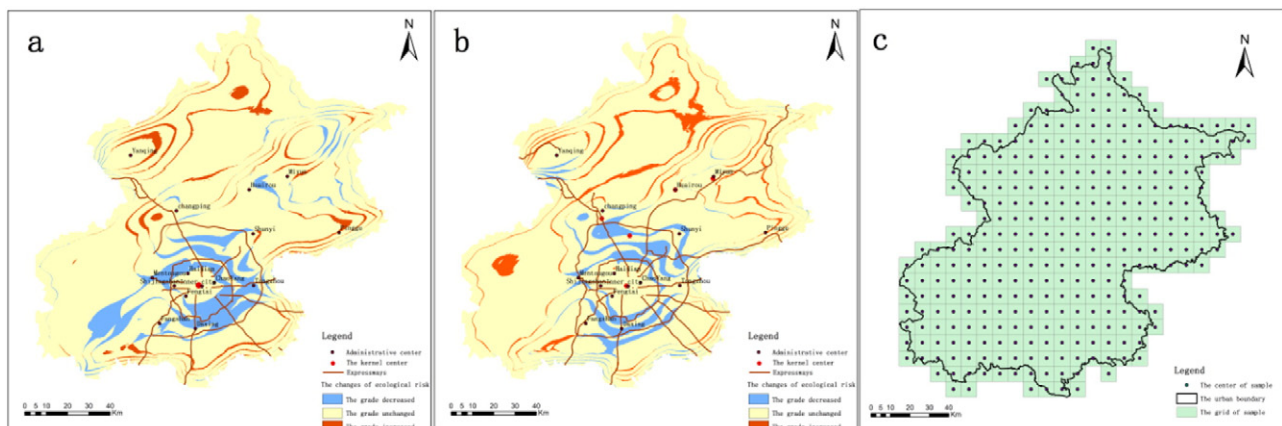 a
N
Yanqing
Miyun
Huairou
changping
Shunyi
Pinggu
Mentougou
Haidian
Chaoyang
Tongzhou
Fengtai
Fangshan
Daxing
Legend
Administrative center
The kernel center
Expressways
The changes of ecological risk
The grade decreased
The grade unchanged
0 5 10 20 30 40
Km
b
N
Yanqing
Miyun
Huairou
changping
Shunyi
Pinggu
Mentougou
Haidian
Chaoyang
Tongzhou
Fengtai
Fangshan
Daxing
Legend
Administrative center
The kernel center
Expressways
The changes of ecological risk
The grade decreased
The grade unchanged
0 5 10 20 30 40
Km
c
N
Legend
The center of sample
The urban boundary
The grid of sample
0 5 10 20 30 40
Km